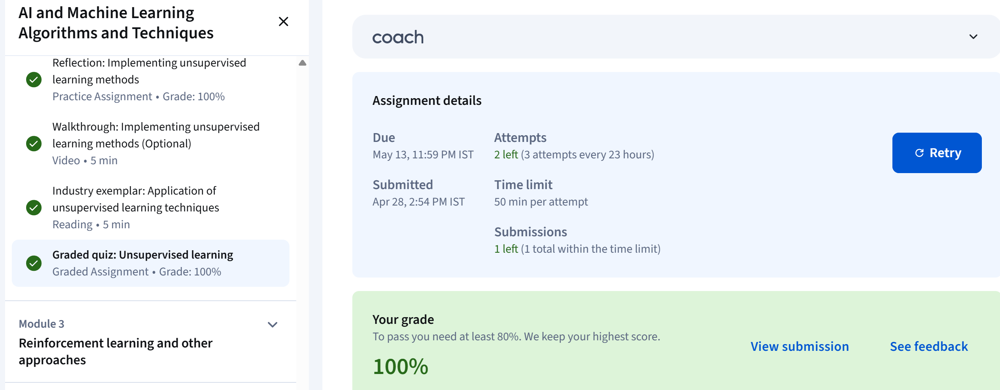 AI and Machine Learning
Algorithms and Techniques
Reflection: Implementing unsupervised
learning methods
Practice Assignment • Grade: 100%
Walkthrough: Implementing unsupervised
learning methods (Optional)
Video • 5 min
Industry exemplar: Application of
unsupervised learning techniques
Reading • 5 min
Graded quiz: Unsupervised learning
Graded Assignment • Grade: 100%
Module 3
Reinforcement learning and other
approaches
coach
Assignment details
Due
May 13, 11:59 PM IST
Attempts
2 left (3 attempts every 23 hours)
Submitted
Apr 28, 2:54 PM IST
Time limit
50 min per attempt
Submissions
1 left (1 total within the time limit)
Retry
Your grade
To pass you need at least 80%. We keep your highest score.
100%
View submission
See feedback